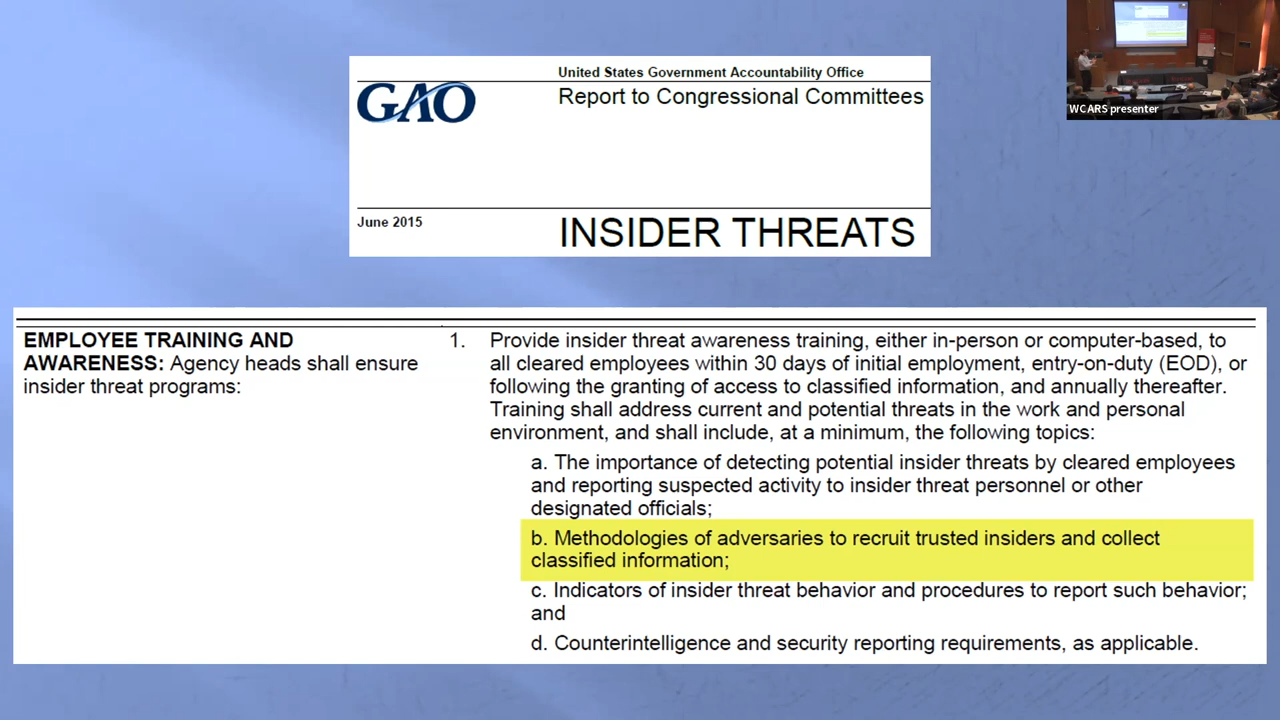 United States Government Accountability Office
GAO
Report to Congressional Committees
June 2015
INSIDER THREATS
WCARS presenter
EMPLOYEE TRAINING AND
AWARENESS: Agency heads shall ensure
insider threat programs:
1. Provide insider threat awareness training, either in-person or computer-based, to
all cleared employees within 30 days of initial employment, entry-on-duty (EOD), or
following the granting of access to classified information, and annually thereafter.
Training shall address current and potential threats in the work and personal
environment, and shall include, at a minimum, the following topics:
a. The importance of detecting potential insider threats by cleared employees
and reporting suspected activity to insider threat personnel or other
designated officials;
b. Methodologies of adversaries to recruit trusted insiders and collect
classified information;
c. Indicators of insider threat behavior and procedures to report such behavior;
and
d. Counterintelligence and security reporting requirements, as applicable.